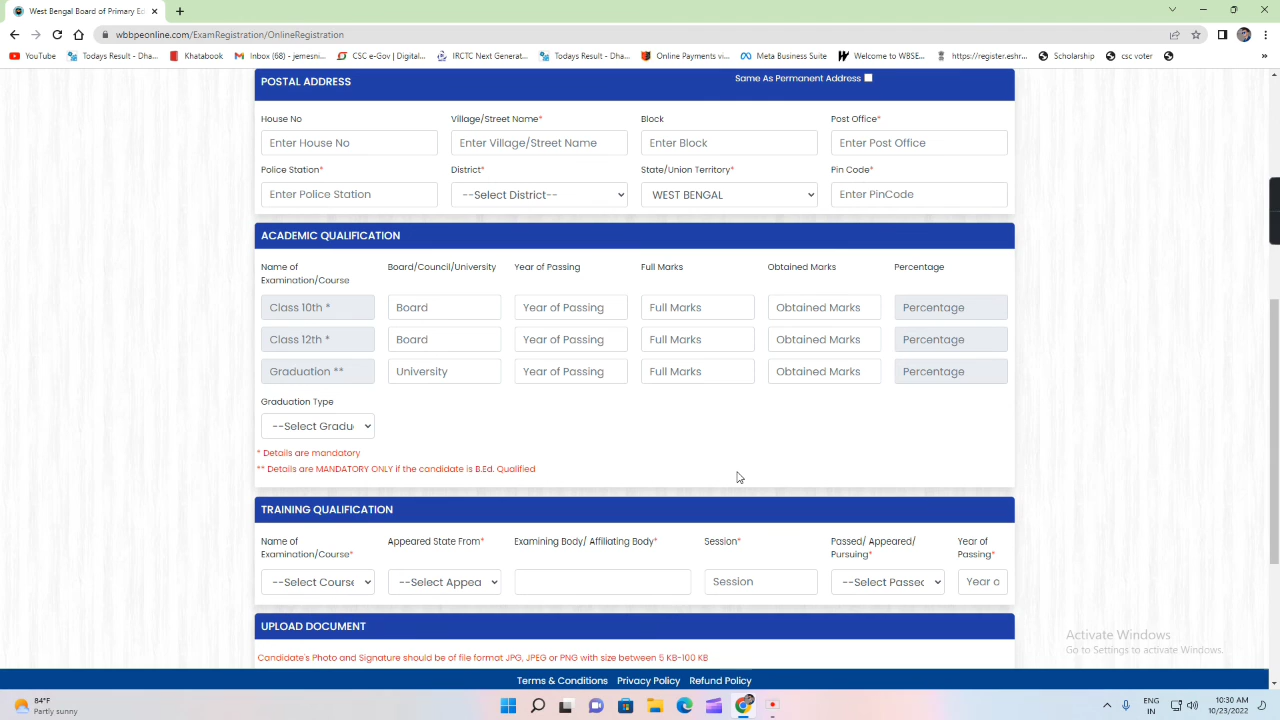 West Bengal Board of Primary Ed
wbbpeonline.com/ExamRegistration/OnlineRegistration
YouTube Todays Result - Dha... Khatabook Inbox (68) - jemesni... CSC e-Gov | Digital... IRCTC Next Generat... Todays Result - Dha... Online Payments vi... Meta Business Suite Welcome to WBSE... https://register.eshr... Scholarship csc voter
POSTAL ADDRESS Same As Permanent Address
House No Village/Street Name* Block Post Office*
Enter House No Enter Village/Street Name Enter Block Enter Post Office
Police Station* District* State/Union Territory* Pin Code*
Enter Police Station --Select District-- WEST BENGAL Enter PinCode
ACADEMIC QUALIFICATION
Name of Board/Council/University Year of Passing Full Marks Obtained Marks Percentage
Examination/Course
Class 10th * Board Year of Passing Full Marks Obtained Marks Percentage
Class 12th * Board Year of Passing Full Marks Obtained Marks Percentage
Graduation ** University Year of Passing Full Marks Obtained Marks Percentage
Graduation Type
--Select Gradu
* Details are mandatory
** Details are MANDATORY ONLY if the candidate is B.Ed. Qualified
TRAINING QUALIFICATION
Name of Appeared State From* Examining Body/ Affiliating Body* Session* Passed/ Appeared/ Year of
Examination/Course* Pursuing* Passing*
--Select Course --Select Appea Session --Select Passec Year o
UPLOAD DOCUMENT
Activate Windows
Go to Settings to activate Windows.
Candidate's Photo and Signature should be of file format JPG, JPEG or PNG with size between 5 KB-100 KB
Terms & Conditions Privacy Policy Refund Policy
84°F
Partly sunny
ENG
IN
10:30 AM
10/23/2022